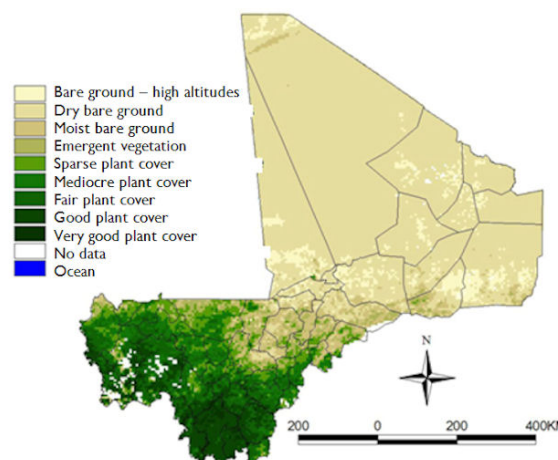 Bare ground – high altitudes
Dry bare ground
Moist bare ground
Emergent vegetation
Sparse plant cover
Mediocre plant cover
Fair plant cover
Good plant cover
Very good plant cover
No data
Ocean
N
200 0 200 400KM